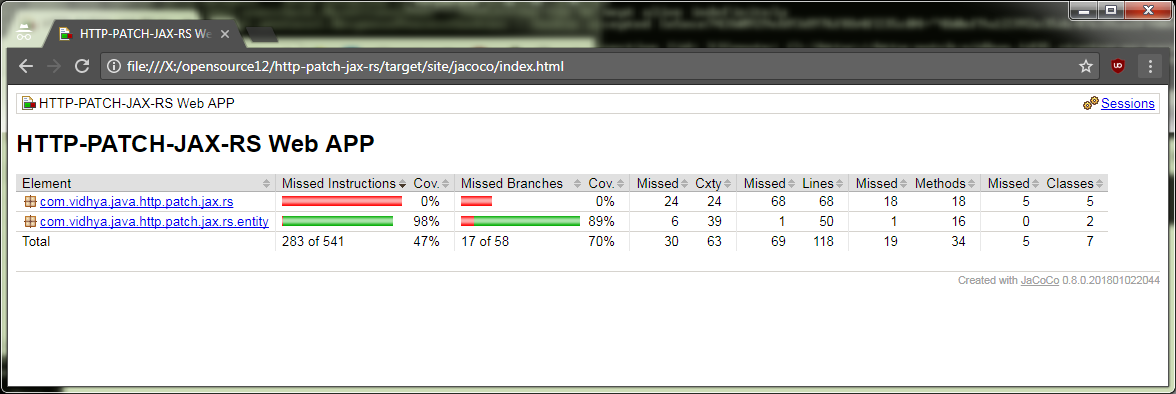 HTTP-PATCH-JAX-RS We
file:///X:/opensource12/http-patch-jax-rs/target/site/jacoco/index.html
HTTP-PATCH-JAX-RS Web APP Sessions
HTTP-PATCH-JAX-RS Web APP
Element Missed Instructions Cov. Missed Branches Cov. Missed Cxty Missed Lines Missed Methods Missed Classes
com.vidhya.java.http.patch.jax.rs 0% 0% 24 24 68 68 18 18 5 5
com.vidhya.java.http.patch.jax.rs.entity 98% 89% 6 39 1 50 1 16 0 2
Total 283 of 541 47% 17 of 58 70% 30 63 69 118 19 34 5 7
Created with JaCoCo 0.8.0.201801022044